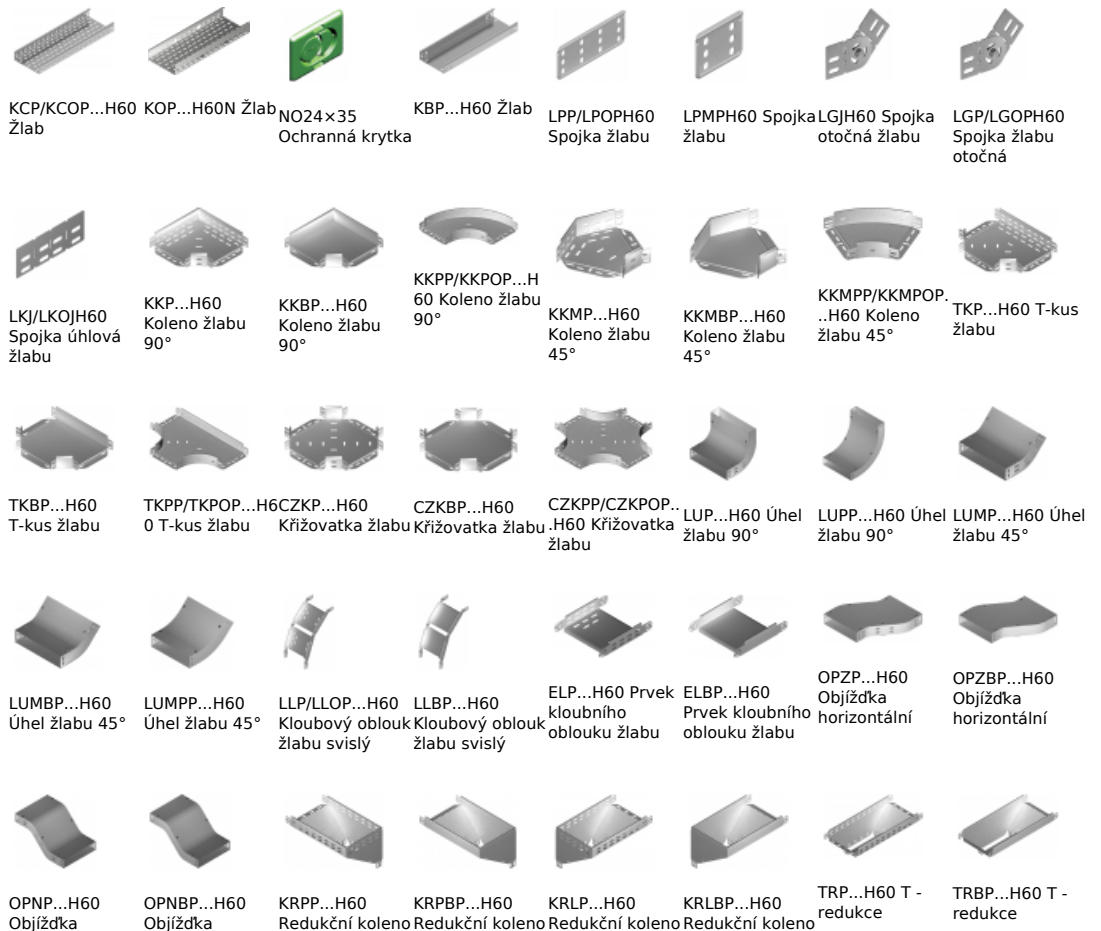 KCP/KCOP...H60
Žlab
KOP...H60N Žlab
NO24×35
Ochranná krytka
KBP...H60 Žlab
LPP/LPOPH60
Spojka žlabu
LPMPH60 Spojka
žlabu
LGJH60 Spojka
otočná žlabu
LGP/LGOPH60
Spojka žlabu
otočná
LKJ/LKOJH60
Spojka úhlová
žlabu
KKP...H60
Koleno žlabu
90°
KKBP...H60
Koleno žlabu
90°
KKPP/KKPOP...H
60 Koleno žlabu
90°
KKMP...H60
Koleno žlabu
45°
KKMBP...H60
Koleno žlabu
45°
KKMPP/KKMPOP.
..H60 Koleno
žlabu 45°
TKP...H60 T-kus
žlabu
TKBP...H60
T-kus žlabu
TKPP/TKPOP...H6
0 T-kus žlabu
CZKP...H60
Křižovatka žlabu
CZKBP...H60
Křižovatka žlabu
CZKPP/CZKPOP..
.H60 Křižovatka
žlabu
LUP...H60 Úhel
žlabu 90°
LUPP...H60 Úhel
žlabu 90°
LUMP...H60 Úhel
žlabu 45°
LUMBP...H60
Úhel žlabu 45°
LUMPP...H60
Úhel žlabu 45°
LLP/LLOP...H60
Kloubový oblouk
žlabu svislý
LLBP...H60
Kloubový oblouk
žlabu svislý
ELP...H60 Prvek
kloubního
oblouku žlabu
ELBP...H60
Prvek kloubního
oblouku žlabu
OPZP...H60
Objížďka
horizontální
OPZBP...H60
Objížďka
horizontální
OPNP...H60
Objížďka
OPNBP...H60
Objížďka
KRPP...H60
Redukční koleno
KRPBP...H60
Redukční koleno
KRLP...H60
Redukční koleno
KRLBP...H60
Redukční koleno
TRP...H60 T -
redukce
TRBP...H60 T -
redukce